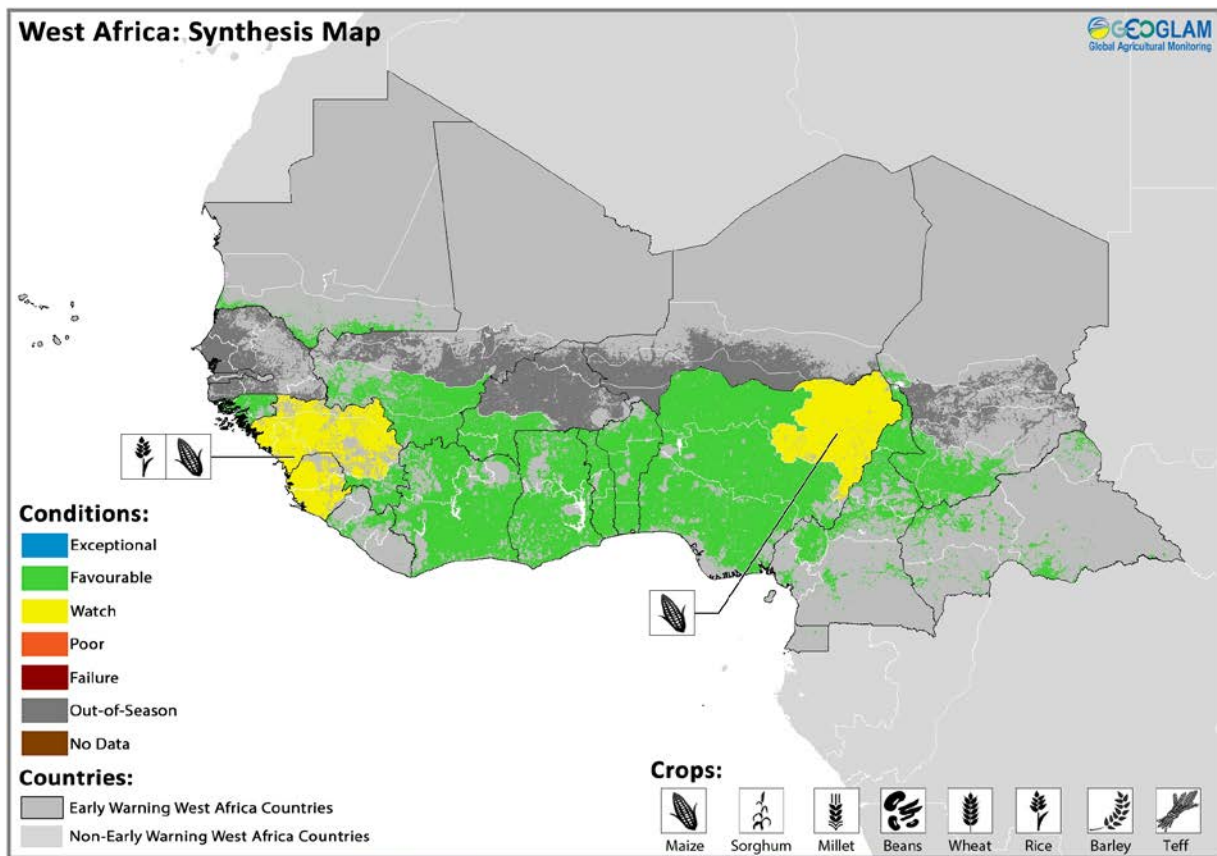 West Africa: Synthesis Map
GEOGLAM
Global Agricultural Monitoring
Conditions:
Exceptional
Favourable
Watch
Poor
Failure
Out-of-Season
No Data
Countries:
Early Warning West Africa Countries
Non-Early Warning West Africa Countries
Crops:
Maize Sorghum Millet Beans Wheat Rice Barley Teff